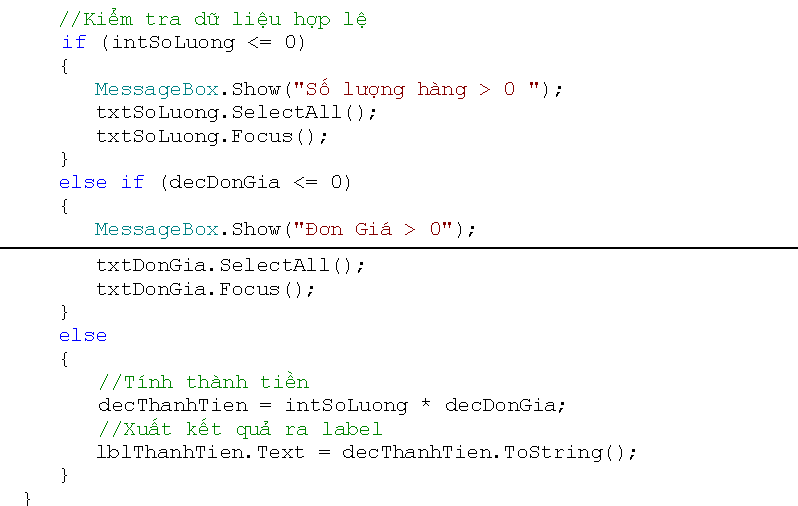 //Kiểm tra dữ liệu hợp lệ
if (intSoLuong <= 0)
{
MessageBox.Show("Số lượng hàng > 0 ");
txtSoLuong.SelectAll();
txtSoLuong.Focus();
}
else if (decDonGia <= 0)
{
MessageBox.Show("Đơn Giá > 0");
txtDonGia.SelectAll();
txtDonGia.Focus();
}
else
{
//Tính thành tiền
decThanhTien = intSoLuong * decDonGia;
//Xuất kết quả ra label
lblThanhTien.Text = decThanhTien.ToString();
}
}